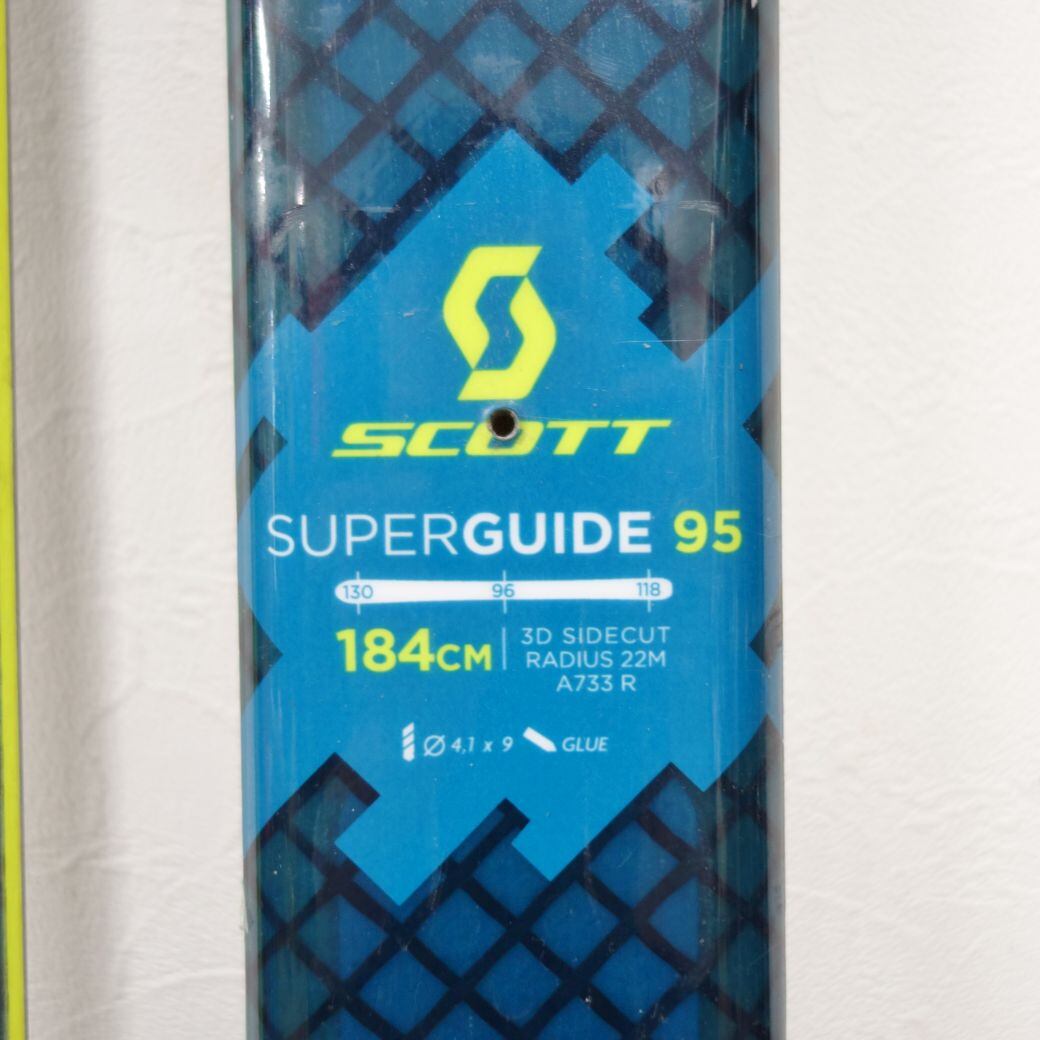 SCOTT
SUPERGUIDE 95
130 96 118
184CM
3D SIDECUT
RADIUS 22M
A733 R
Ø 4,1 x 9 GLUE